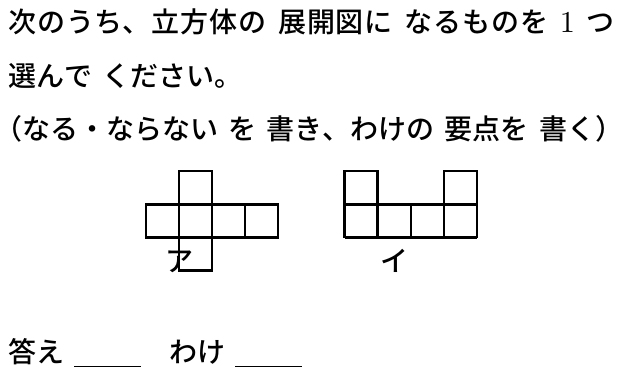 次のうち、立方体の 展開図に なるものを 1 つ
選んで ください。
（なる・ならない を 書き、わけの 要点を 書く）
ア イ
答え ____ わけ ____